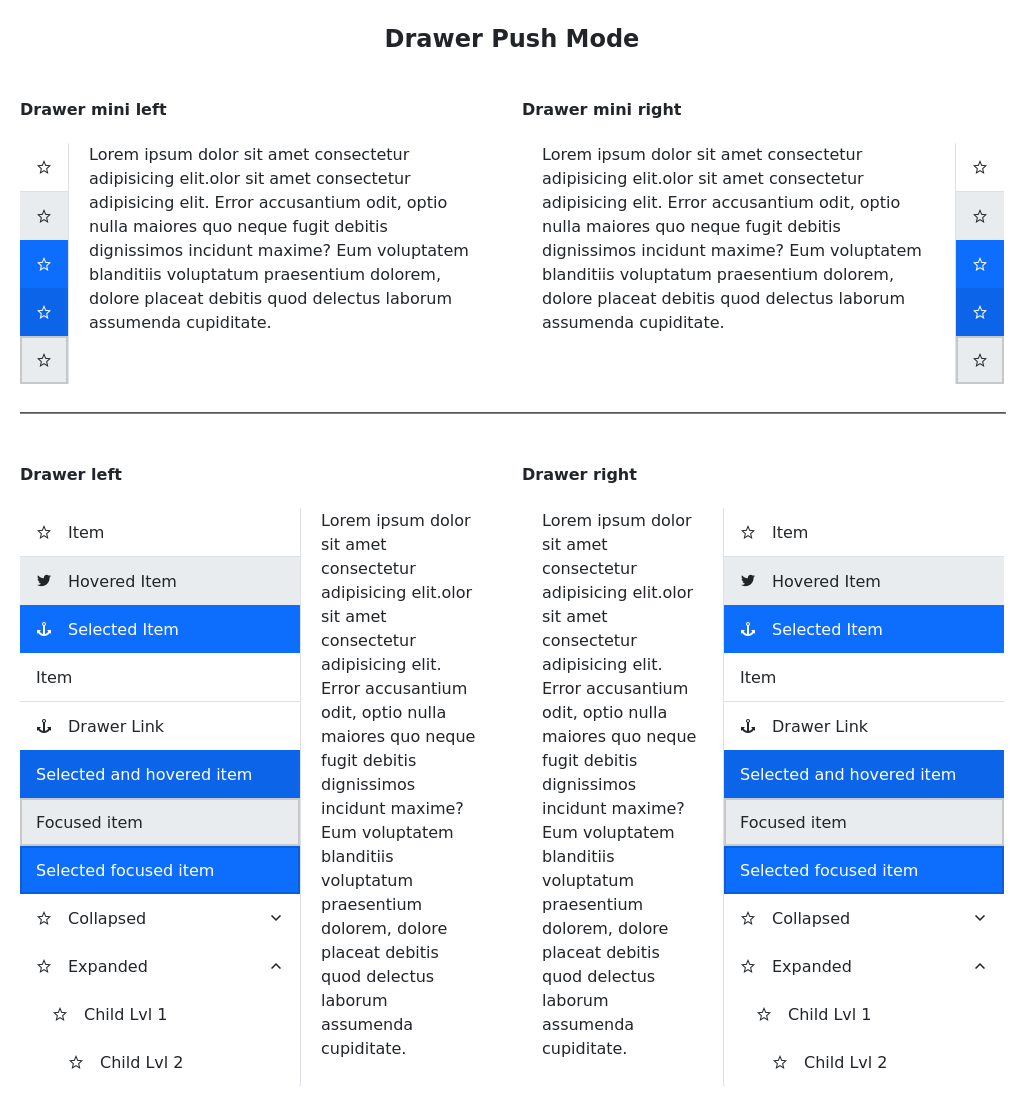 Drawer Push Mode
Drawer mini left
Lorem ipsum dolor sit amet consectetur
adipisicing elit.olor sit amet consectetur
adipisicing elit. Error accusantium odit, optio
nulla maiores quo neque fugit debitis
dignissimos incidunt maxime? Eum voluptatem
blanditiis voluptatum praesentium dolorem,
dolore placeat debitis quod delectus laborum
assumenda cupiditate.
Drawer mini right
Lorem ipsum dolor sit amet consectetur
adipisicing elit.olor sit amet consectetur
adipisicing elit. Error accusantium odit, optio
nulla maiores quo neque fugit debitis
dignissimos incidunt maxime? Eum voluptatem
blanditiis voluptatum praesentium dolorem,
dolore placeat debitis quod delectus laborum
assumenda cupiditate.
Drawer left
Item
Hovered Item
Selected Item
Item
Drawer Link
Selected and hovered item
Focused item
Selected focused item
Collapsed
Expanded
Child Lvl 1
Child Lvl 2
Lorem ipsum dolor
sit amet
consectetur
adipisicing elit.olor
sit amet
consectetur
adipisicing elit.
Error accusantium
odit, optio nulla
maiores quo neque
fugit debitis
dignissimos
incidunt maxime?
Eum voluptatem
blanditiis
voluptatum
praesentium
dolorem, dolore
placeat debitis
quod delectus
laborum
assumenda
cupiditate.
Drawer right
Lorem ipsum dolor
sit amet
consectetur
adipisicing elit.olor
sit amet
consectetur
adipisicing elit.
Error accusantium
odit, optio nulla
maiores quo neque
fugit debitis
dignissimos
incidunt maxime?
Eum voluptatem
blanditiis
voluptatum
praesentium
dolorem, dolore
placeat debitis
quod delectus
laborum
assumenda
cupiditate.
Item
Hovered Item
Selected Item
Item
Drawer Link
Selected and hovered item
Focused item
Selected focused item
Collapsed
Expanded
Child Lvl 1
Child Lvl 2